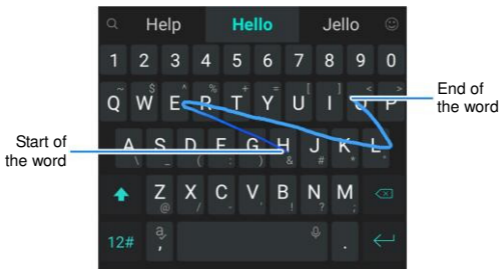 Help Hello Jello
1 2 3 4 5 6 7 8 9 0
~ $ ^ % + = [ ] < >
Q W E R T Y U I O P
End of
the word
Start of
the word
A S D F G H J K L
\ _ ( : ) & # * "
Z X C V B N M
@ / - ' ! ? ;
12# a , .